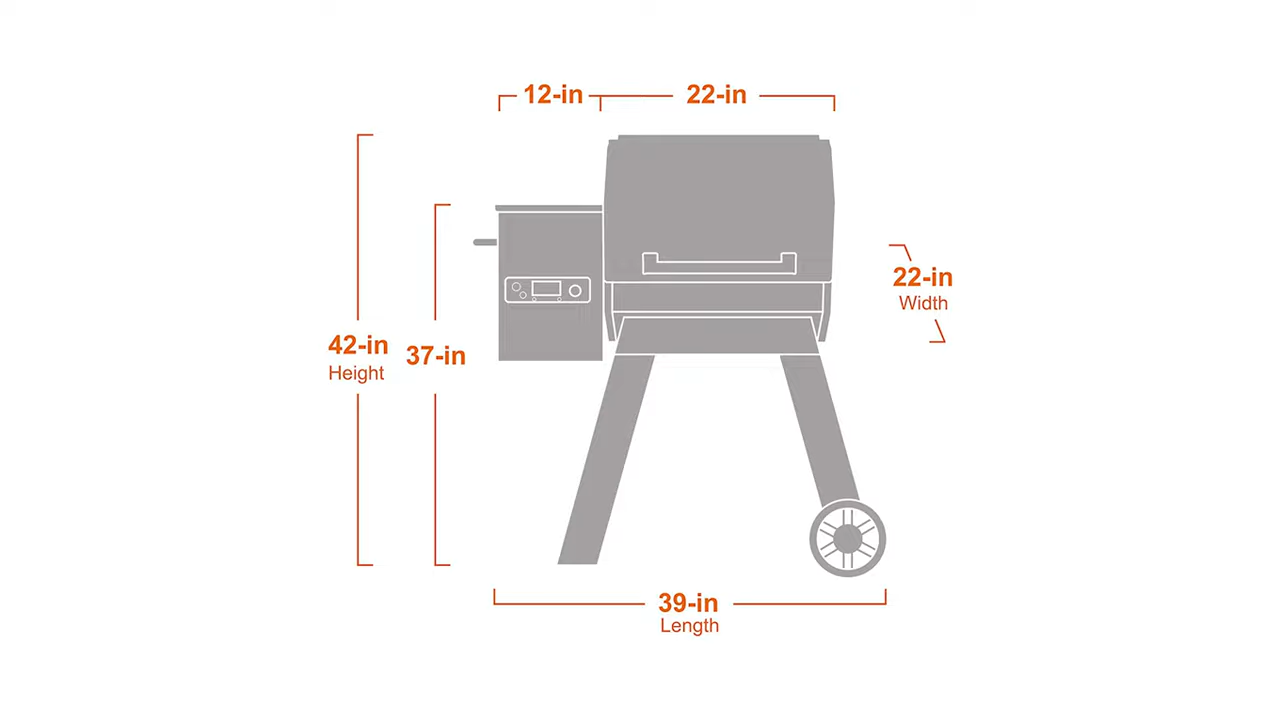 12-in
22-in
22-in
Width
42-in
Height
37-in
39-in
Length